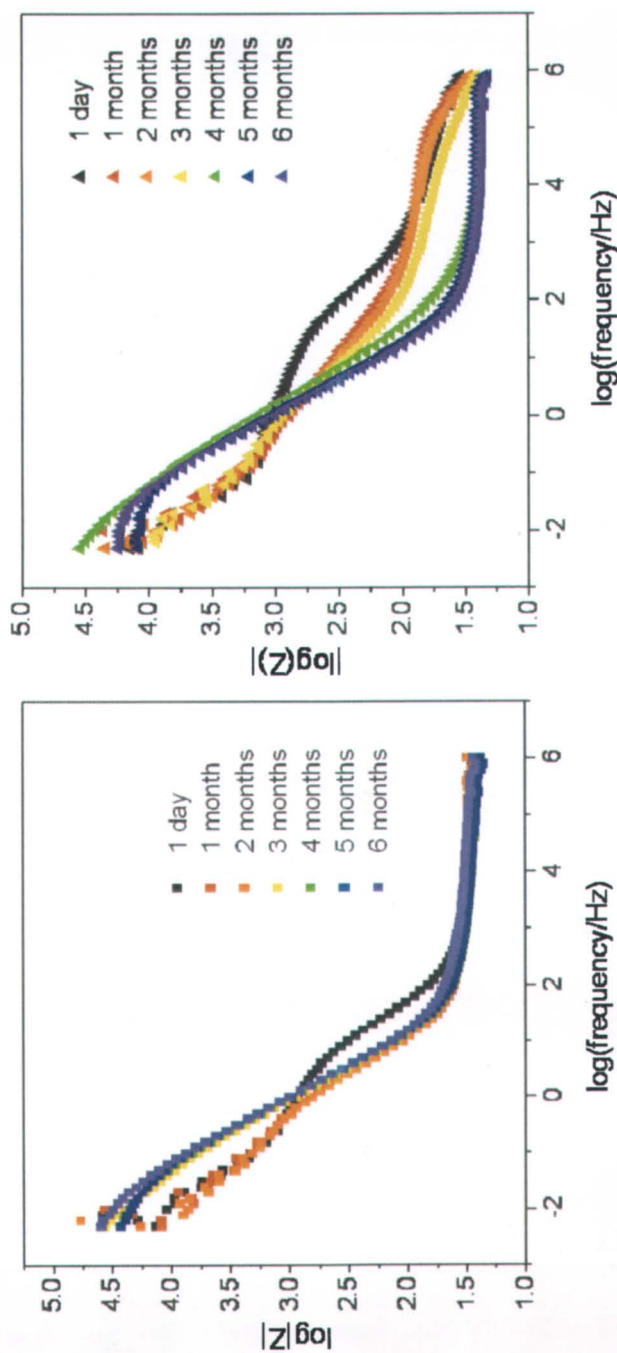 log|Z|
5.0
4.5
4.0
3.5
3.0
2.5
2.0
1.5
1.0
1 day
1 month
2 months
3 months
4 months
5 months
6 months
-2
0
2
4
6
log(frequency/Hz)
|log(Z)|
5.0
4.5
4.0
3.5
3.0
2.5
2.0
1.5
1.0
1 day
1 month
2 months
3 months
4 months
5 months
6 months
-2
0
2
4
6
log(frequency/Hz)